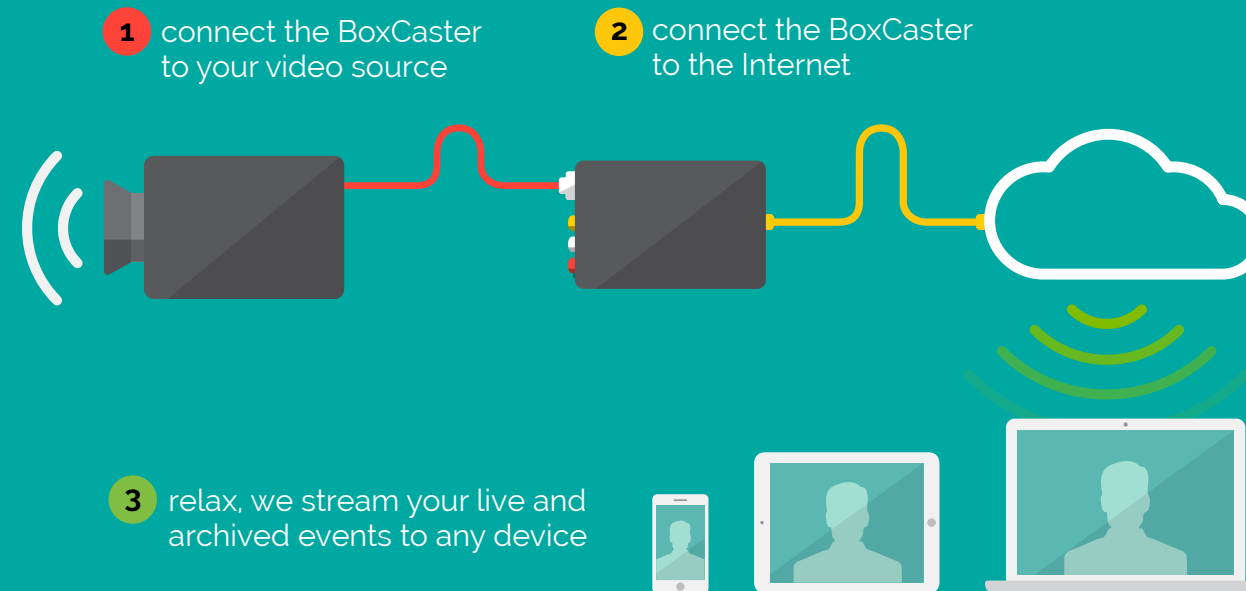 1 connect the BoxCaster
to your video source
2 connect the BoxCaster
to the Internet
3 relax, we stream your live and
archived events to any device